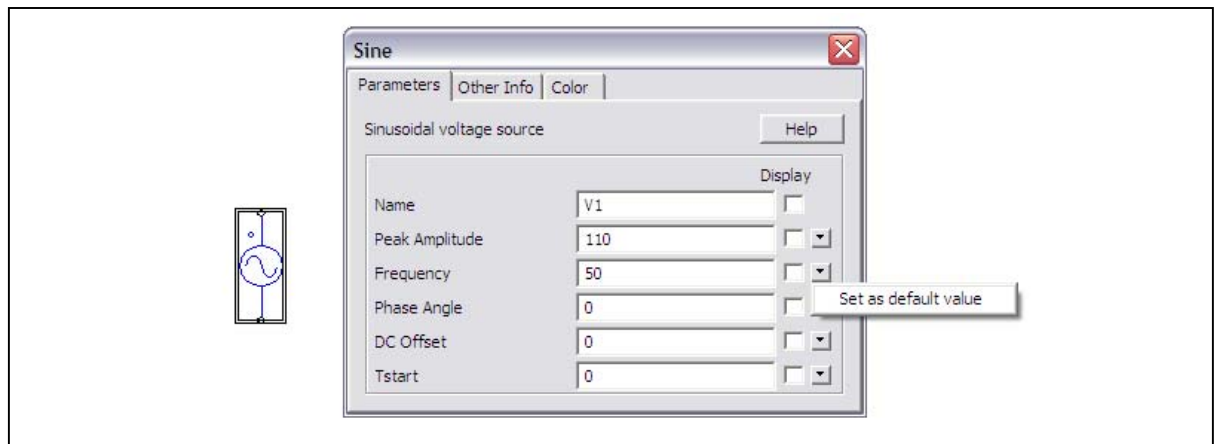 Sine
Parameters Other Info Color
Sinusoidal voltage source Help
Display
Name V1
Peak Amplitude 110
Frequency 50
Set as default value
Phase Angle 0
DC Offset 0
Tstart 0